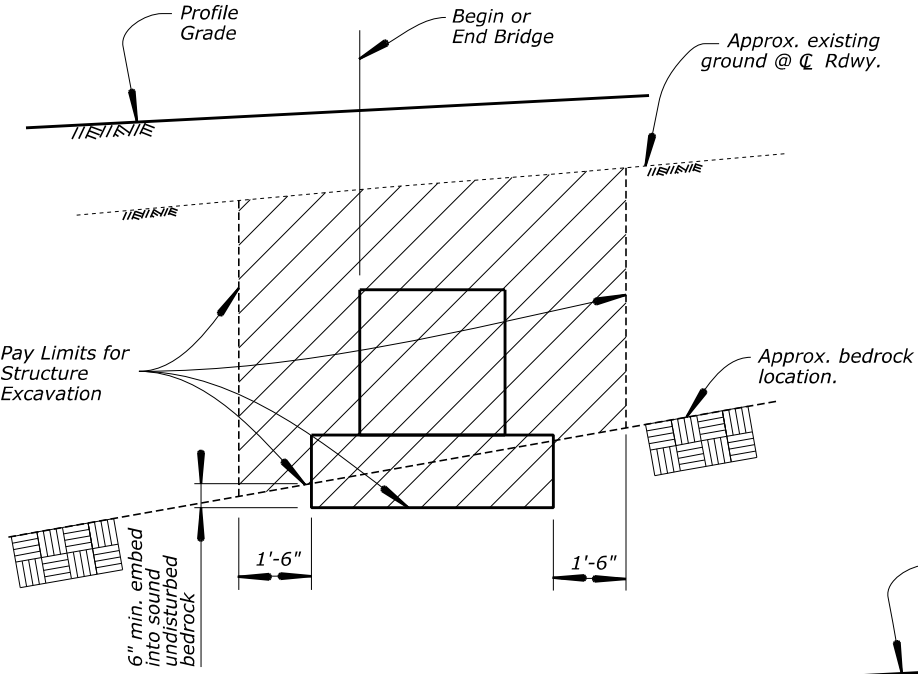 Profile
Grade
Begin or
End Bridge
Approx. existing
ground @ ℄ Rdwy.
Pay Limits for
Structure
Excavation
Approx. bedrock
location.
1'-6"
1'-6"
6" min. embed
into sound
undisturbed
bedrock